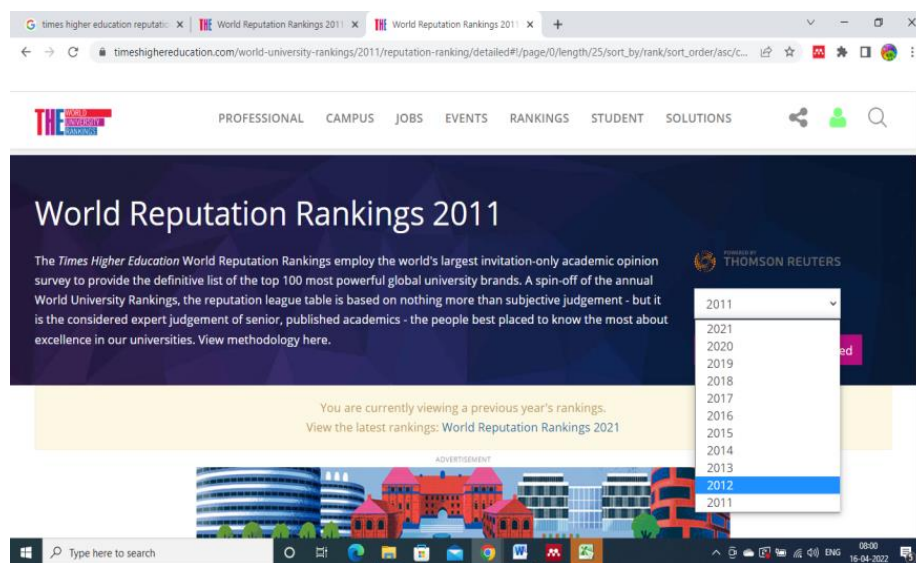 times higher education reputatio
World Reputation Rankings 2011
World Reputation Rankings 2011
timeshighereducation.com/world-university-rankings/2011/reputation-ranking/detailed#!/page/0/length/25/sort_by/rank/sort_order/asc/c...
THE WORLD UNIVERSITY RANKINGS
PROFESSIONAL CAMPUS JOBS EVENTS RANKINGS STUDENT SOLUTIONS
World Reputation Rankings 2011
The Times Higher Education World Reputation Rankings employ the world's largest invitation-only academic opinion
survey to provide the definitive list of the top 100 most powerful global university brands. A spin-off of the annual
World University Rankings, the reputation league table is based on nothing more than subjective judgement - but it
is the considered expert judgement of senior, published academics - the people best placed to know the most about
excellence in our universities. View methodology here.
POWERED BY
THOMSON REUTERS
2011
2021
2020
2019
2018
2017
2016
2015
2014
2013
2012
2011
ed
You are currently viewing a previous year's rankings.
View the latest rankings: World Reputation Rankings 2021
ADVERTISEMENT
Type here to search
ENG
08:00
16-04-2022